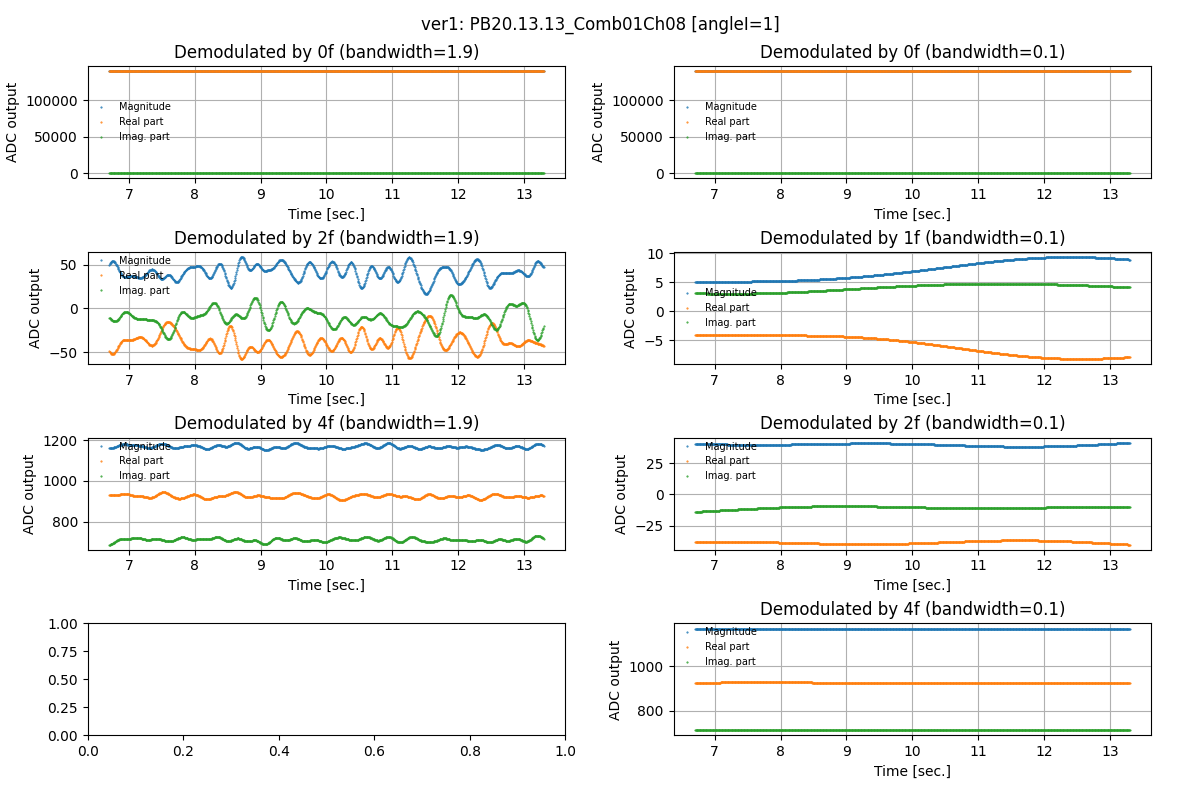 ver1: PB20.13.13_Comb01Ch08 [angleI=1]
Demodulated by 0f (bandwidth=1.9)
ADC output
100000
50000
0
Magnitude
Real part
Imag. part
7 8 9 10 11 12 13
Time [sec.]
Demodulated by 0f (bandwidth=0.1)
ADC output
100000
50000
0
Magnitude
Real part
Imag. part
7 8 9 10 11 12 13
Time [sec.]
Demodulated by 2f (bandwidth=1.9)
ADC output
50
0
−50
Magnitude
Real part
Imag. part
7 8 9 10 11 12 13
Time [sec.]
Demodulated by 1f (bandwidth=0.1)
ADC output
10
5
0
−5
Magnitude
Real part
Imag. part
7 8 9 10 11 12 13
Time [sec.]
Demodulated by 4f (bandwidth=1.9)
ADC output
1200
1000
800
Magnitude
Real part
Imag. part
7 8 9 10 11 12 13
Time [sec.]
Demodulated by 2f (bandwidth=0.1)
ADC output
25
0
−25
Magnitude
Real part
Imag. part
7 8 9 10 11 12 13
Time [sec.]
1.00
0.75
0.50
0.25
0.00
0.0 0.2 0.4 0.6 0.8 1.0
Demodulated by 4f (bandwidth=0.1)
ADC output
1000
800
Magnitude
Real part
Imag. part
7 8 9 10 11 12 13
Time [sec.]